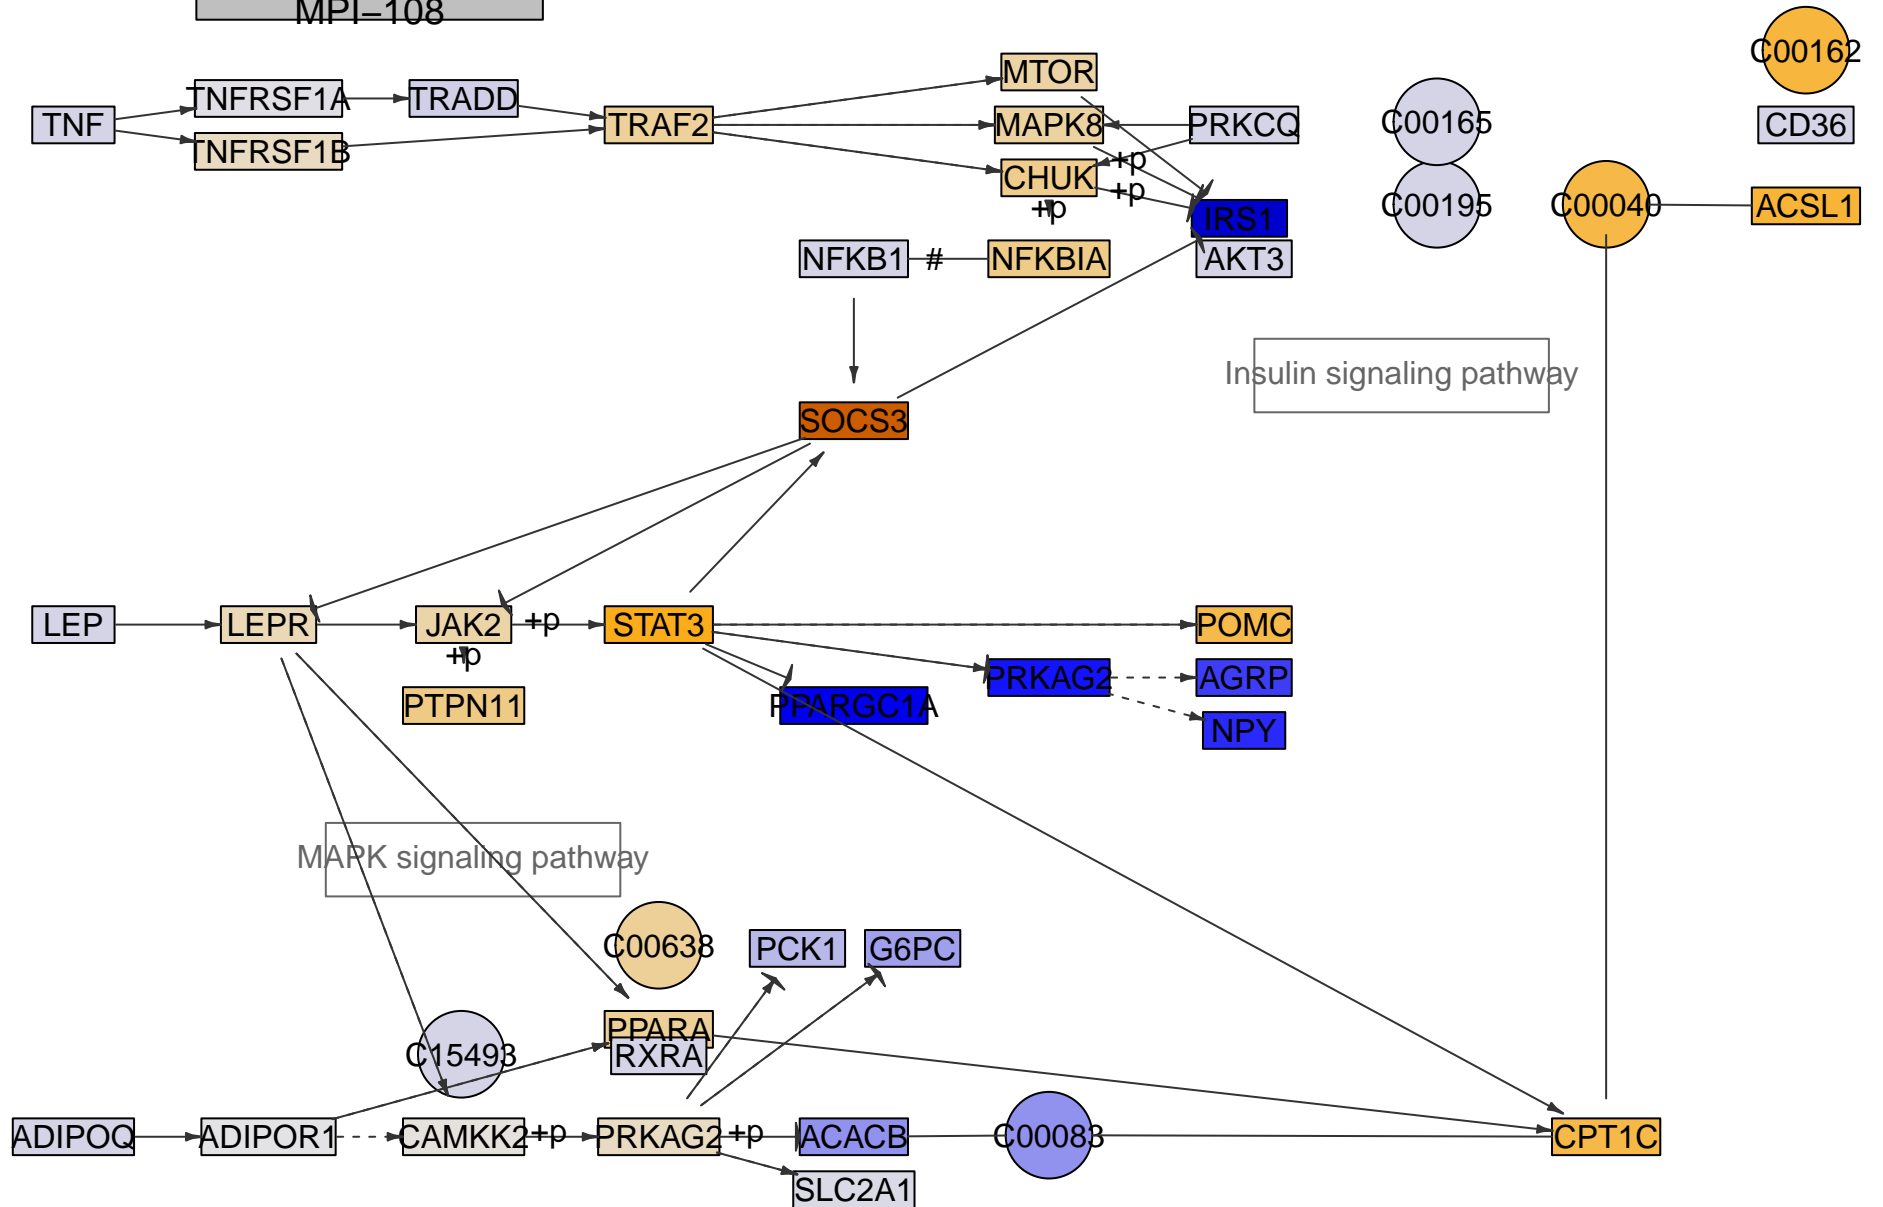 MPI–108
C00162
MTOR
TNFRSF1A
TRADD
TNF
TRAF2
MAPK8
PRKCQ
C00165
CD36
TNFRSF1B
+p
CHUK
+p
+p
IRS1
C00195
C00040
ACSL1
NFKB1
#
NFKBIA
AKT3
Insulin signaling pathway
SOCS3
LEP
LEPR
JAK2
+p
STAT3
POMC
+p
PTPN11
PPARGC1A
PRKAG2
AGRP
NPY
MAPK signaling pathway
C00638
PCK1
G6PC
PPARA
RXRA
C15493
ADIPOQ
ADIPOR1
CAMKK2
+p
PRKAG2
+p
ACACB
C00083
CPT1C
SLC2A1